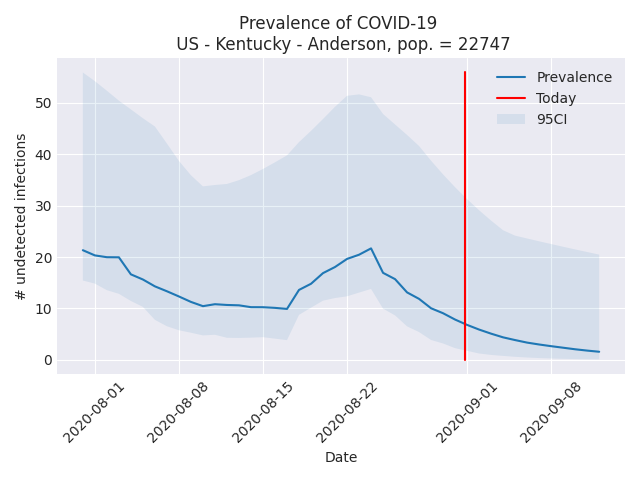 Prevalence of COVID-19
US - Kentucky - Anderson, pop. = 22747
# undetected infections
50
40
30
20
10
0
Prevalence
Today
95CI
2020-08-01
2020-08-08
2020-08-15
2020-08-22
2020-09-01
2020-09-08
Date